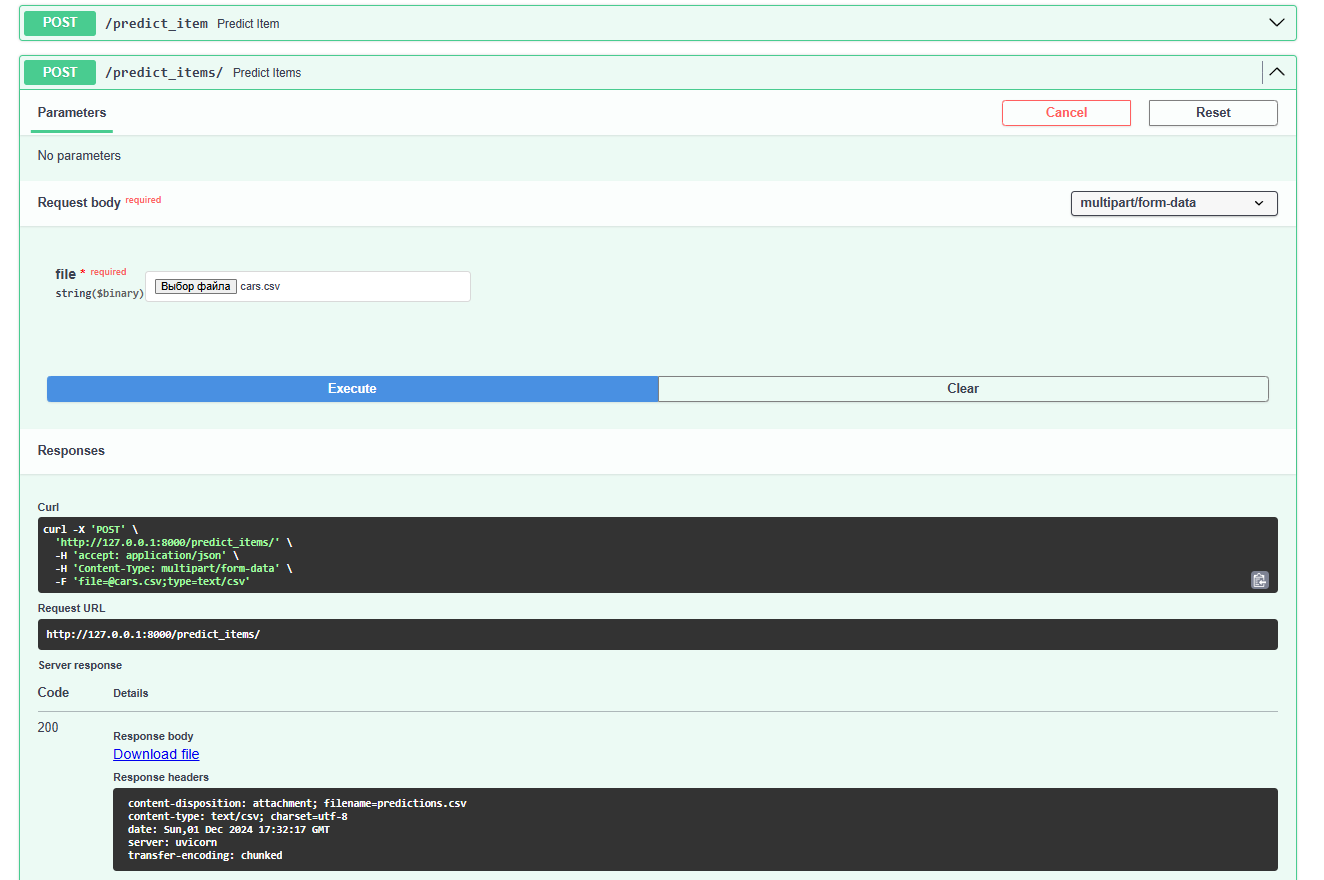 POST /predict_item Predict Item
POST /predict_items/ Predict Items
Parameters Cancel Reset
No parameters
Request body required multipart/form-data
file * required
string($binary) Выбор файла cars.csv
Execute Clear
Responses
Curl
curl -X 'POST' \
'http://127.0.0.1:8000/predict_items/' \
-H 'accept: application/json' \
-H 'Content-Type: multipart/form-data' \
-F 'file=@cars.csv;type=text/csv'
Request URL
http://127.0.0.1:8000/predict_items/
Server response
Code Details
200
Response body
Download file
Response headers
content-disposition: attachment; filename=predictions.csv
content-type: text/csv; charset=utf-8
date: Sun,01 Dec 2024 17:32:17 GMT
server: uvicorn
transfer-encoding: chunked